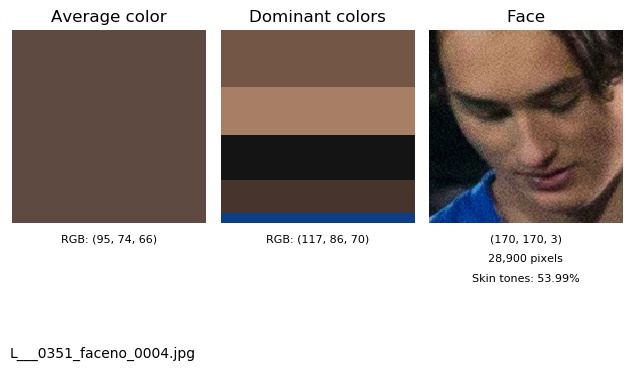 Average color
Dominant colors
Face
RGB: (95, 74, 66)
RGB: (117, 86, 70)
(170, 170, 3)
28,900 pixels
Skin tones: 53.99%
L___0351_faceno_0004.jpg